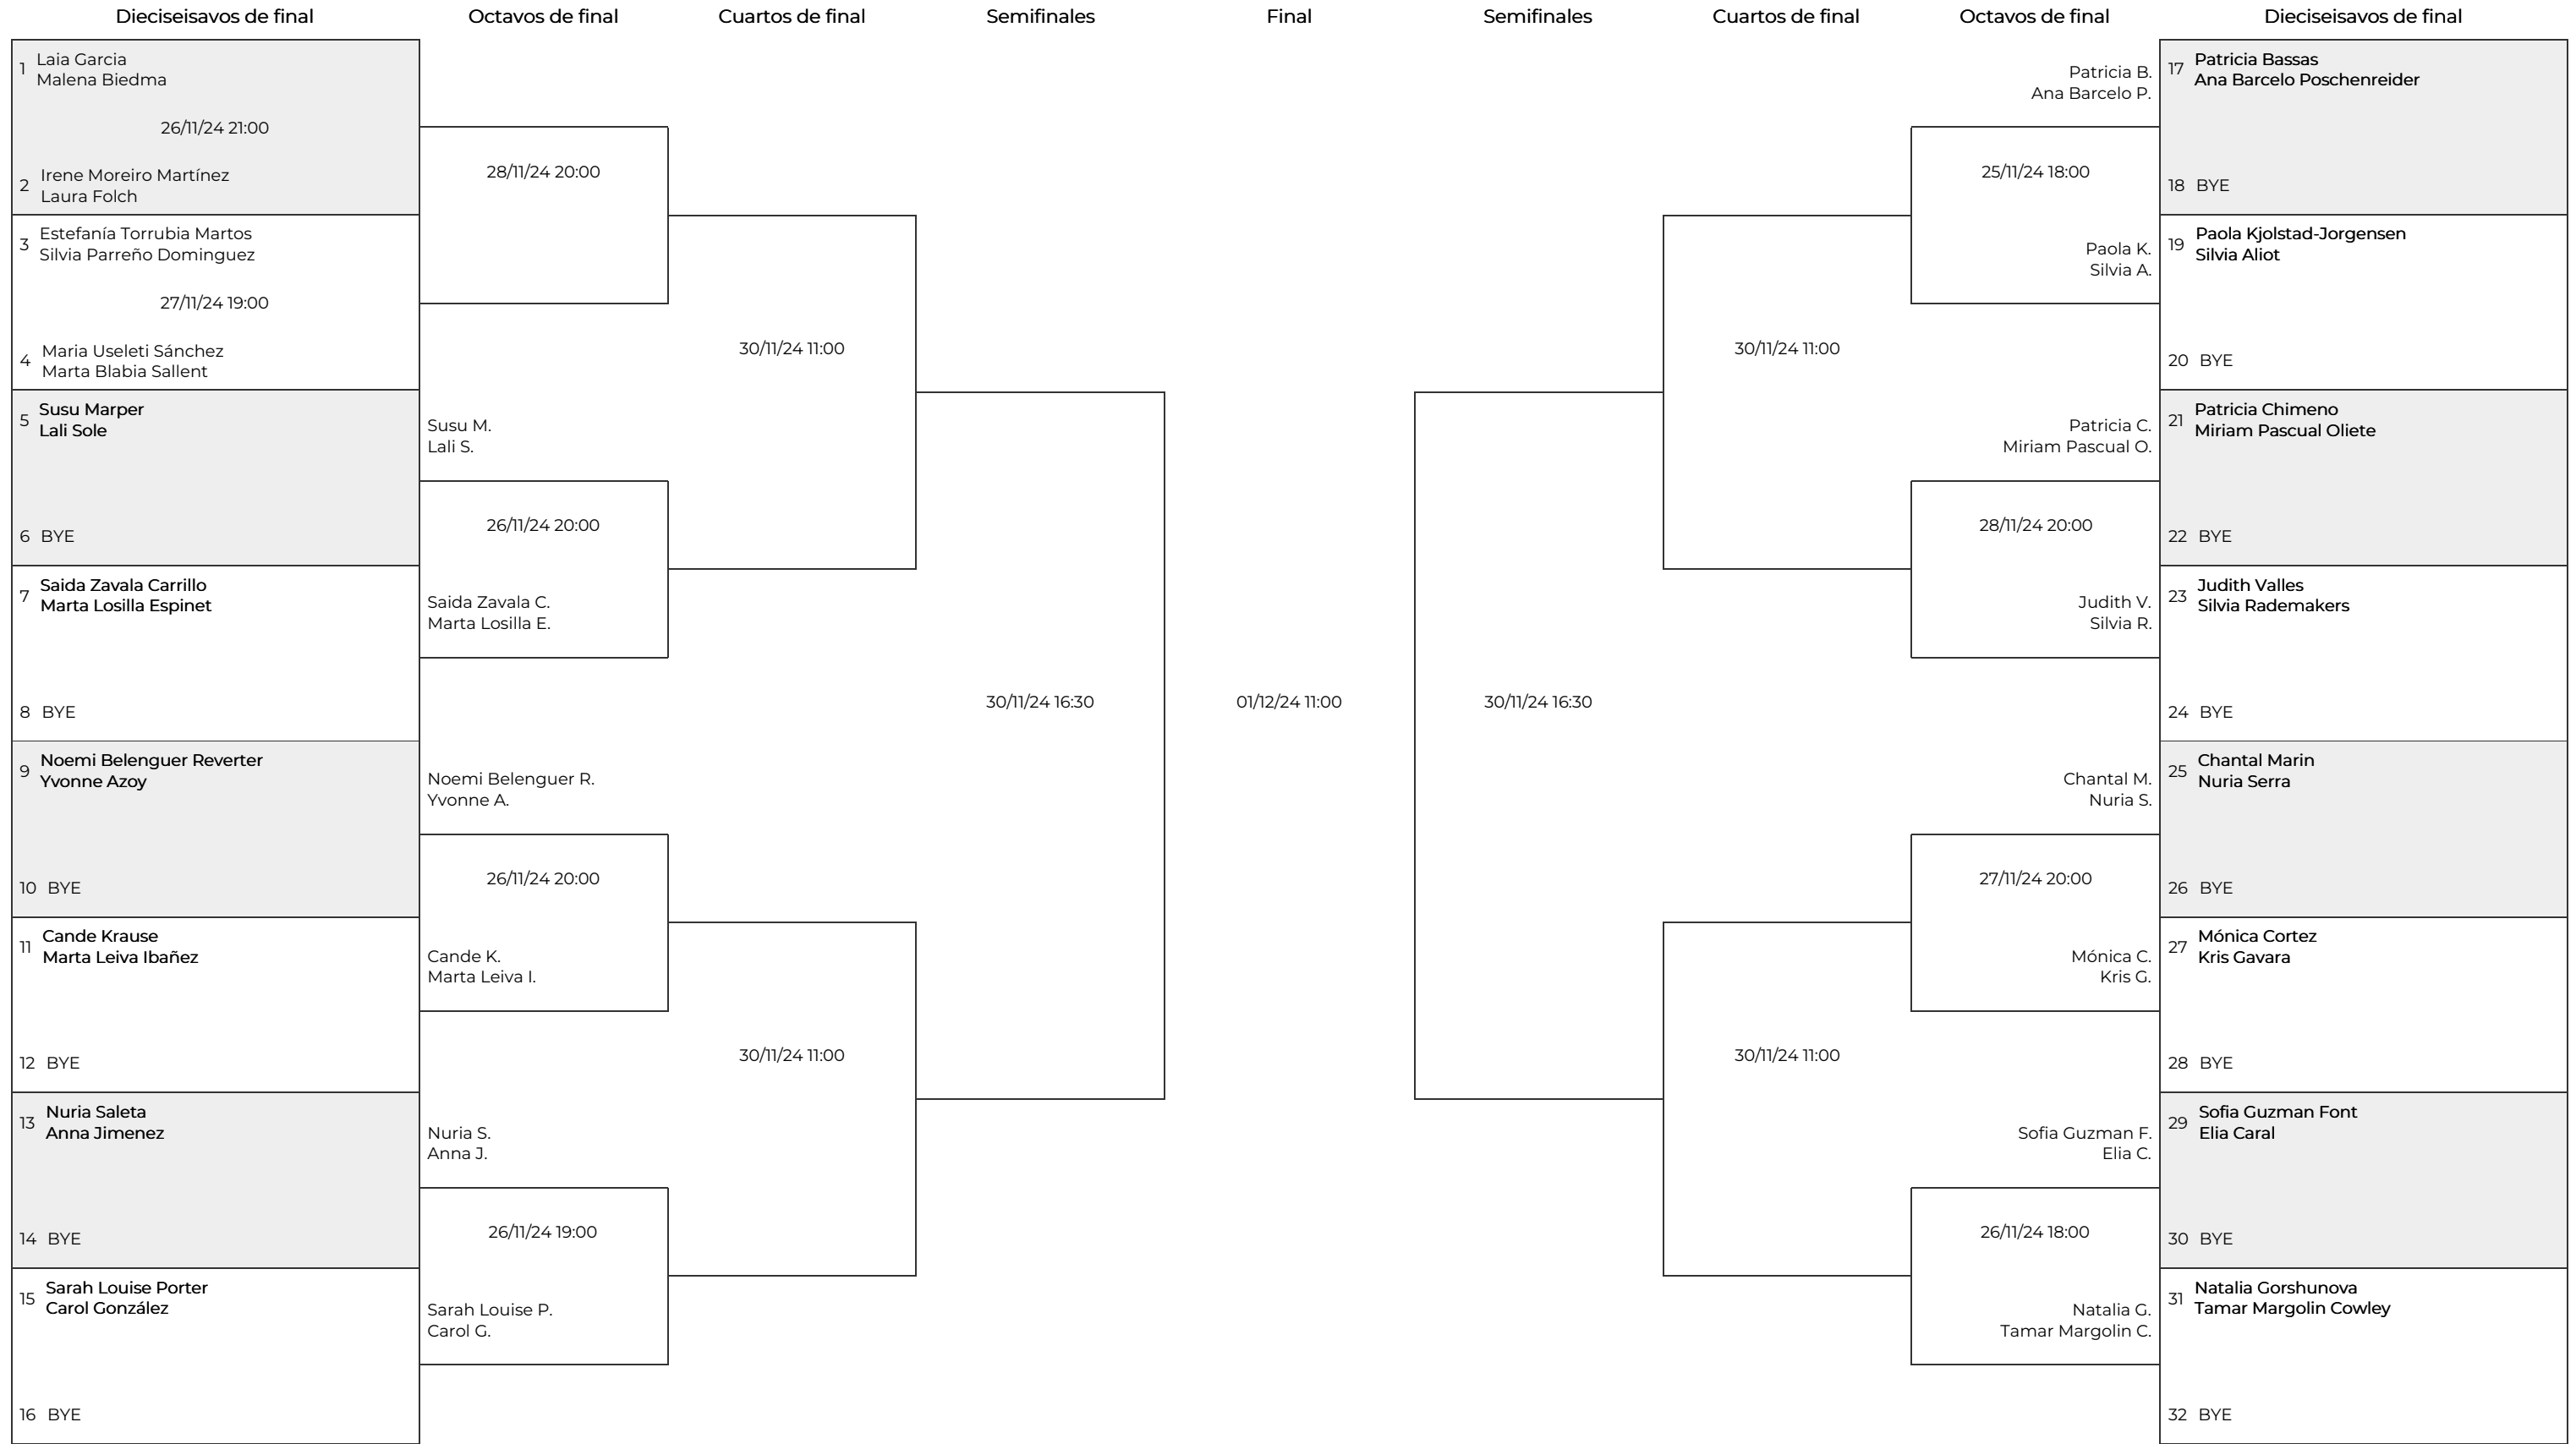 Dieciseisavos de final
Octavos de final
Cuartos de final
Semifinales
Final
Semifinales
Cuartos de final
Octavos de final
Dieciseisavos de final
1 Laia Garcia
Malena Biedma
26/11/24 21:00
2 Irene Moreiro Martínez
Laura Folch
3 Estefanía Torrubia Martos
Silvia Parreño Dominguez
27/11/24 19:00
4 Maria Useleti Sánchez
Marta Blabia Sallent
5 Susu Marper
Lali Sole
6 BYE
7 Saida Zavala Carrillo
Marta Losilla Espinet
8 BYE
9 Noemi Belenguer Reverter
Yvonne Azoy
10 BYE
11 Cande Krause
Marta Leiva Ibañez
12 BYE
13 Nuria Saleta
Anna Jimenez
14 BYE
15 Sarah Louise Porter
Carol González
16 BYE
28/11/24 20:00
Susu M.
Lali S.
26/11/24 20:00
Saida Zavala C.
Marta Losilla E.
Noemi Belenguer R.
Yvonne A.
26/11/24 20:00
Cande K.
Marta Leiva I.
Nuria S.
Anna J.
26/11/24 19:00
Sarah Louise P.
Carol G.
30/11/24 11:00
30/11/24 11:00
30/11/24 16:30
01/12/24 11:00
30/11/24 16:30
30/11/24 11:00
30/11/24 11:00
Patricia B.
Ana Barcelo P.
25/11/24 18:00
Paola K.
Silvia A.
Patricia C.
Miriam Pascual O.
28/11/24 20:00
Judith V.
Silvia R.
Chantal M.
Nuria S.
27/11/24 20:00
Mónica C.
Kris G.
Sofia Guzman F.
Elia C.
26/11/24 18:00
Natalia G.
Tamar Margolin C.
17 Patricia Bassas
Ana Barcelo Poschenreider
18 BYE
19 Paola Kjolstad-Jorgensen
Silvia Aliot
20 BYE
21 Patricia Chimeno
Miriam Pascual Oliete
22 BYE
23 Judith Valles
Silvia Rademakers
24 BYE
25 Chantal Marin
Nuria Serra
26 BYE
27 Mónica Cortez
Kris Gavara
28 BYE
29 Sofia Guzman Font
Elia Caral
30 BYE
31 Natalia Gorshunova
Tamar Margolin Cowley
32 BYE